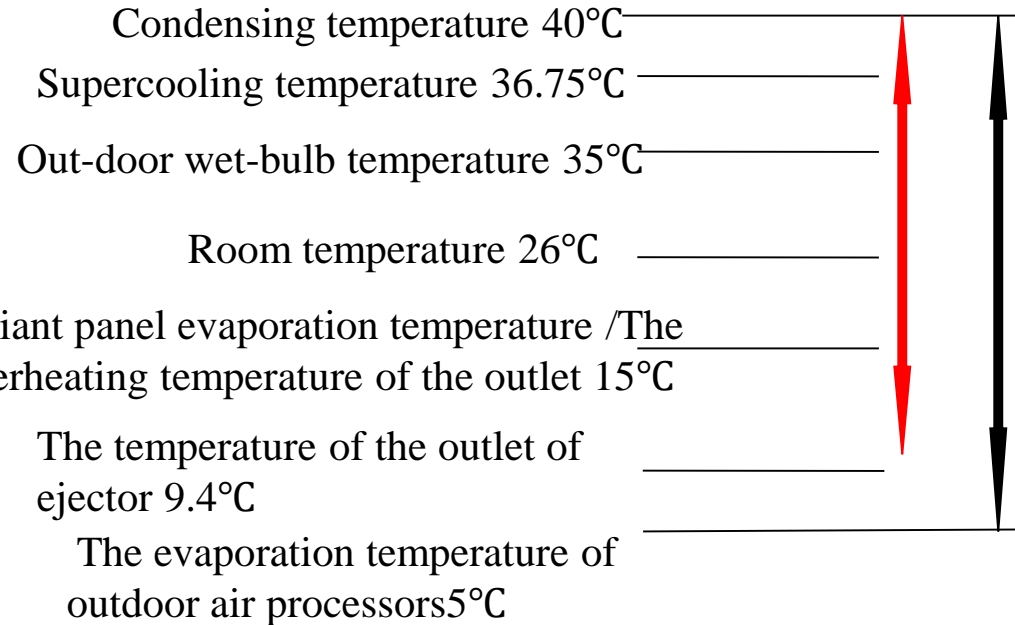 Condensing temperature 40℃
Supercooling temperature 36.75℃
Out-door wet-bulb temperature 35℃
Room temperature 26℃
panel evaporation temperature /The
temperature of the outlet 15℃
The temperature of the outlet of
ejector 9.4℃
The evaporation temperature of
outdoor air processors5℃